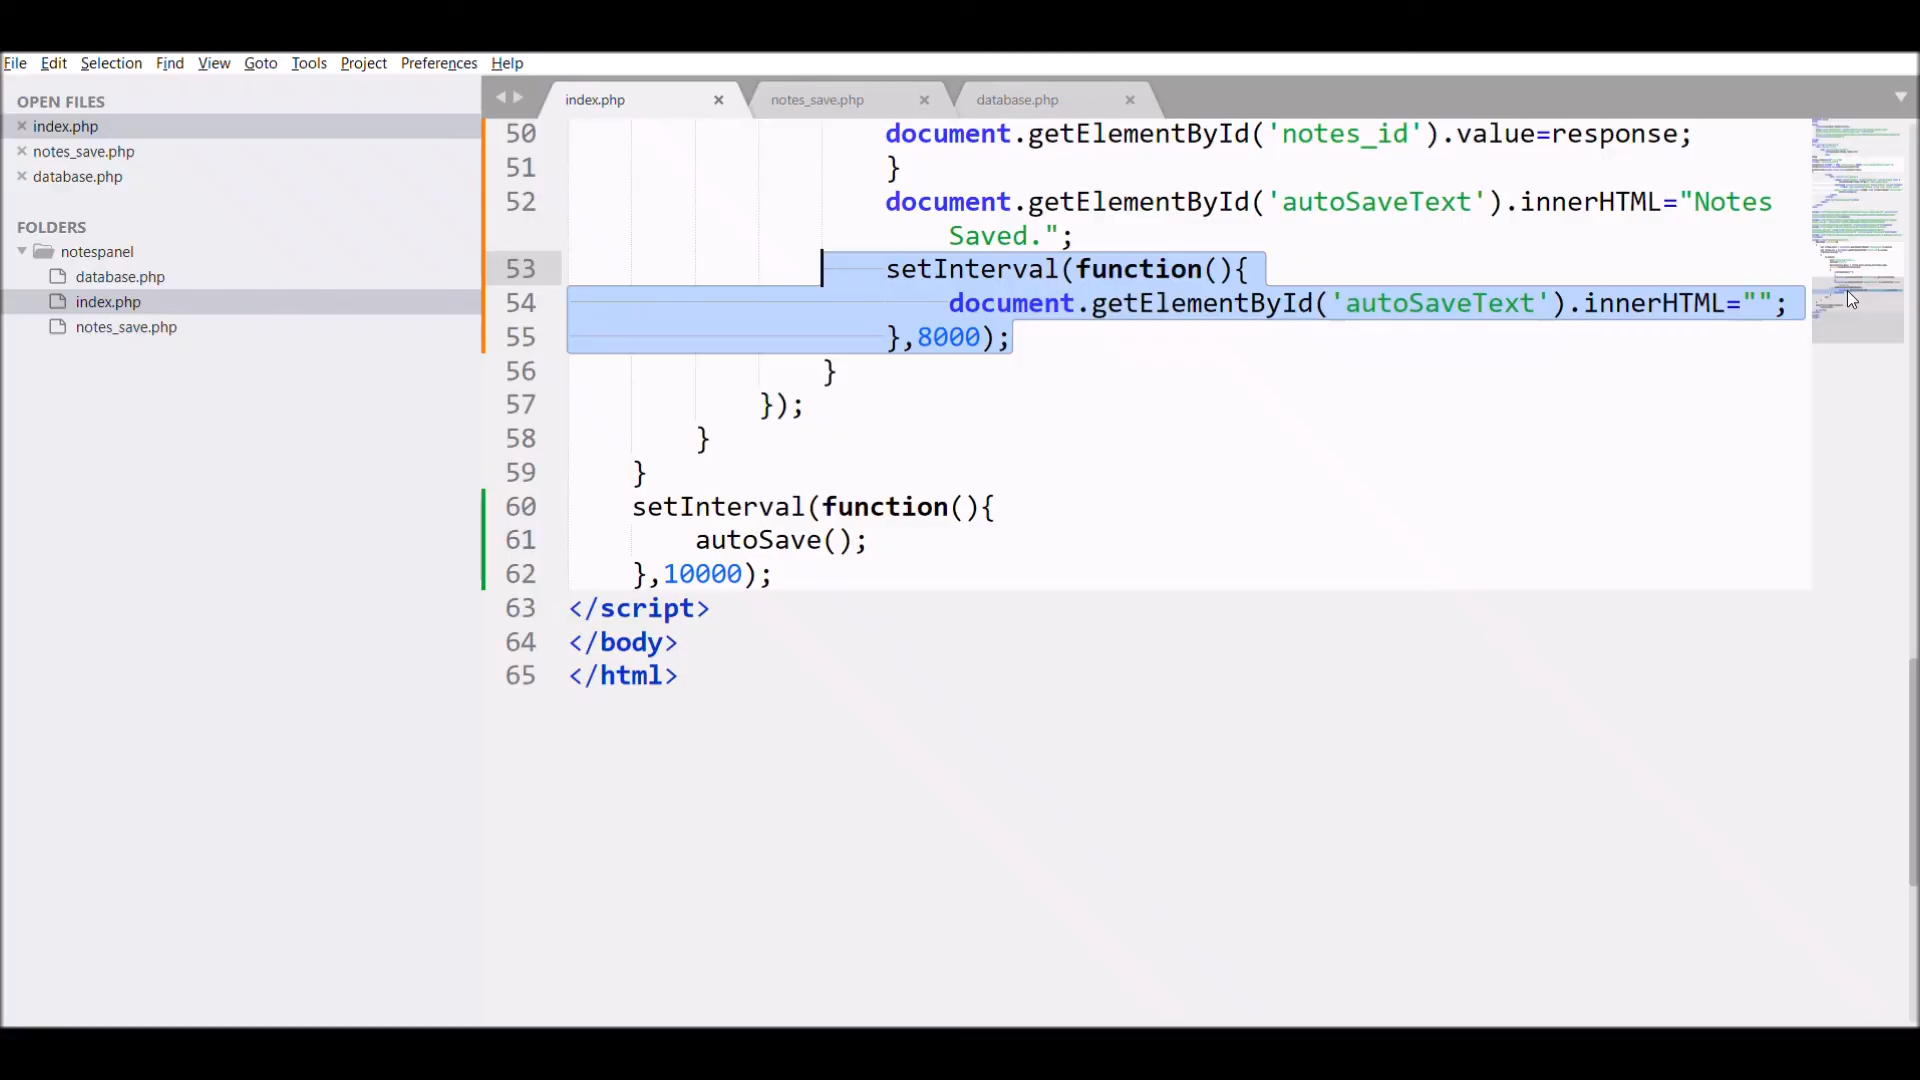 File Edit Selection Find View Goto Tools Project Preferences Help
OPEN FILES
index.php
notes_save.php
database.php
FOLDERS
notespanel
database.php
index.php
notes_save.php
index.php notes_save.php database.php
50 document.getElementById('notes_id').value=response;
51 }
52 document.getElementById('autoSaveText').innerHTML="Notes
Saved.";
53 setInterval(function(){
54 document.getElementById('autoSaveText').innerHTML="";
55 },8000);
56 }
57 });
58 }
59 }
60 setInterval(function(){
61 autoSave();
62 },10000);
63 </script>
64 </body>
65 </html>